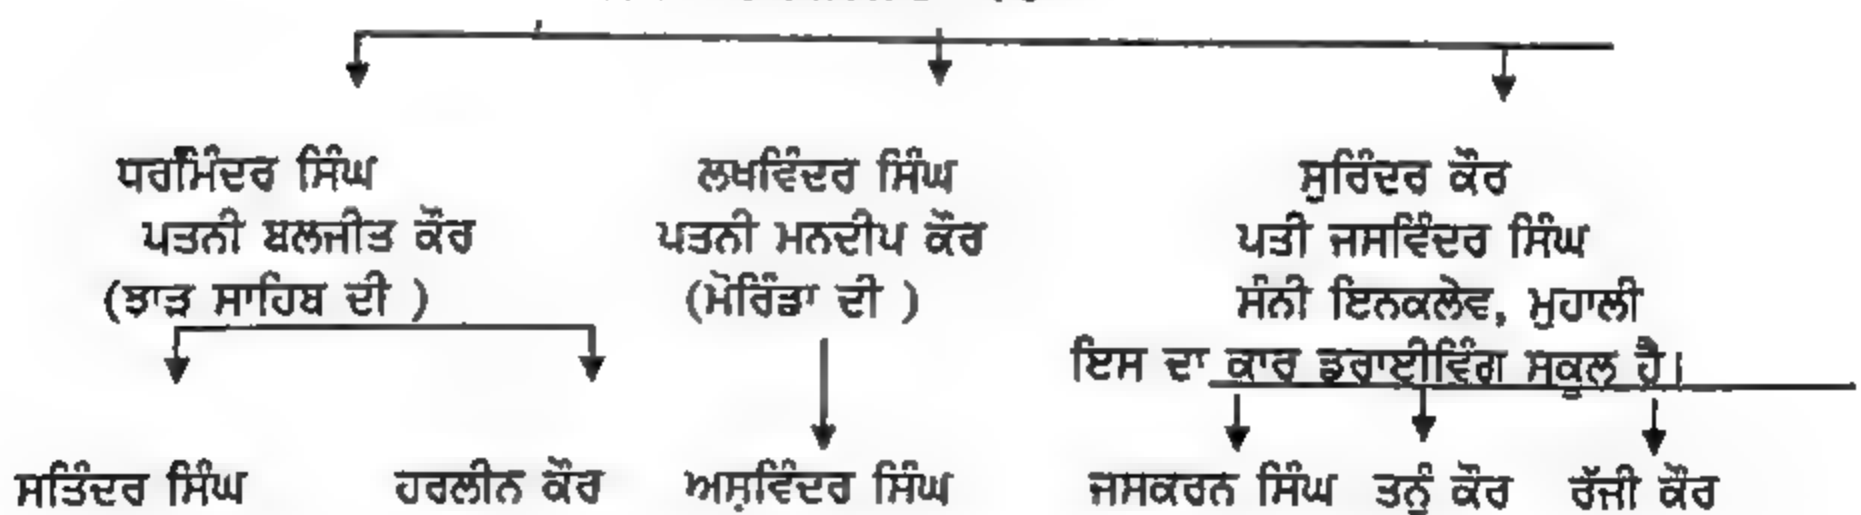 ਧਰਮਿੰਦਰ ਸਿੰਘ
ਪਤਨੀ ਬਲਜੀਤ ਕੌਰ
(ਝਾੜ ਸਾਹਿਬ ਦੀ )
ਲਖਵਿੰਦਰ ਸਿੰਘ
ਪਤਨੀ ਮਨਦੀਪ ਕੌਰ
(ਮੋਰਿੰਡਾ ਦੀ )
ਸੁਰਿੰਦਰ ਕੌਰ
ਪਤੀ ਜਸਵਿੰਦਰ ਸਿੰਘ
ਸੰਨੀ ਇਨਕਲੇਵ, ਮੁਹਾਲੀ
ਇਸ ਦਾ ਕਾਰ ਡਰਾਈਵਿੰਗ ਸਕੂਲ ਹੈ।
ਸਤਿੰਦਰ ਸਿੰਘ ਹਰਲੀਨ ਕੌਰ ਅਸ਼ਵਿੰਦਰ ਸਿੰਘ ਜਸਕਰਨ ਸਿੰਘ ਤਨੂੰ ਕੌਰ ਰੱਜੀ ਕੌਰ